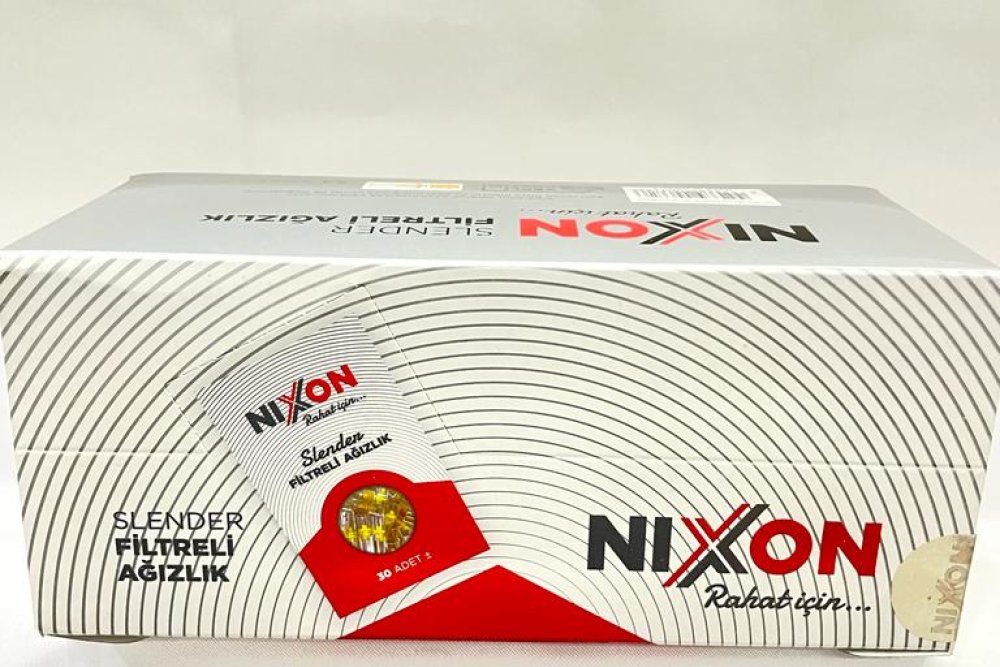 NIXON
Rahat için...
SLENDER
FİLTRELİ AĞIZLIK
NIXON
Rahat için...
Slender
FİLTRELİ AĞIZLIK
30 ADET ±
SLENDER
FİLTRELİ
AĞIZLIK
NIXON
Rahat için...
NIXON